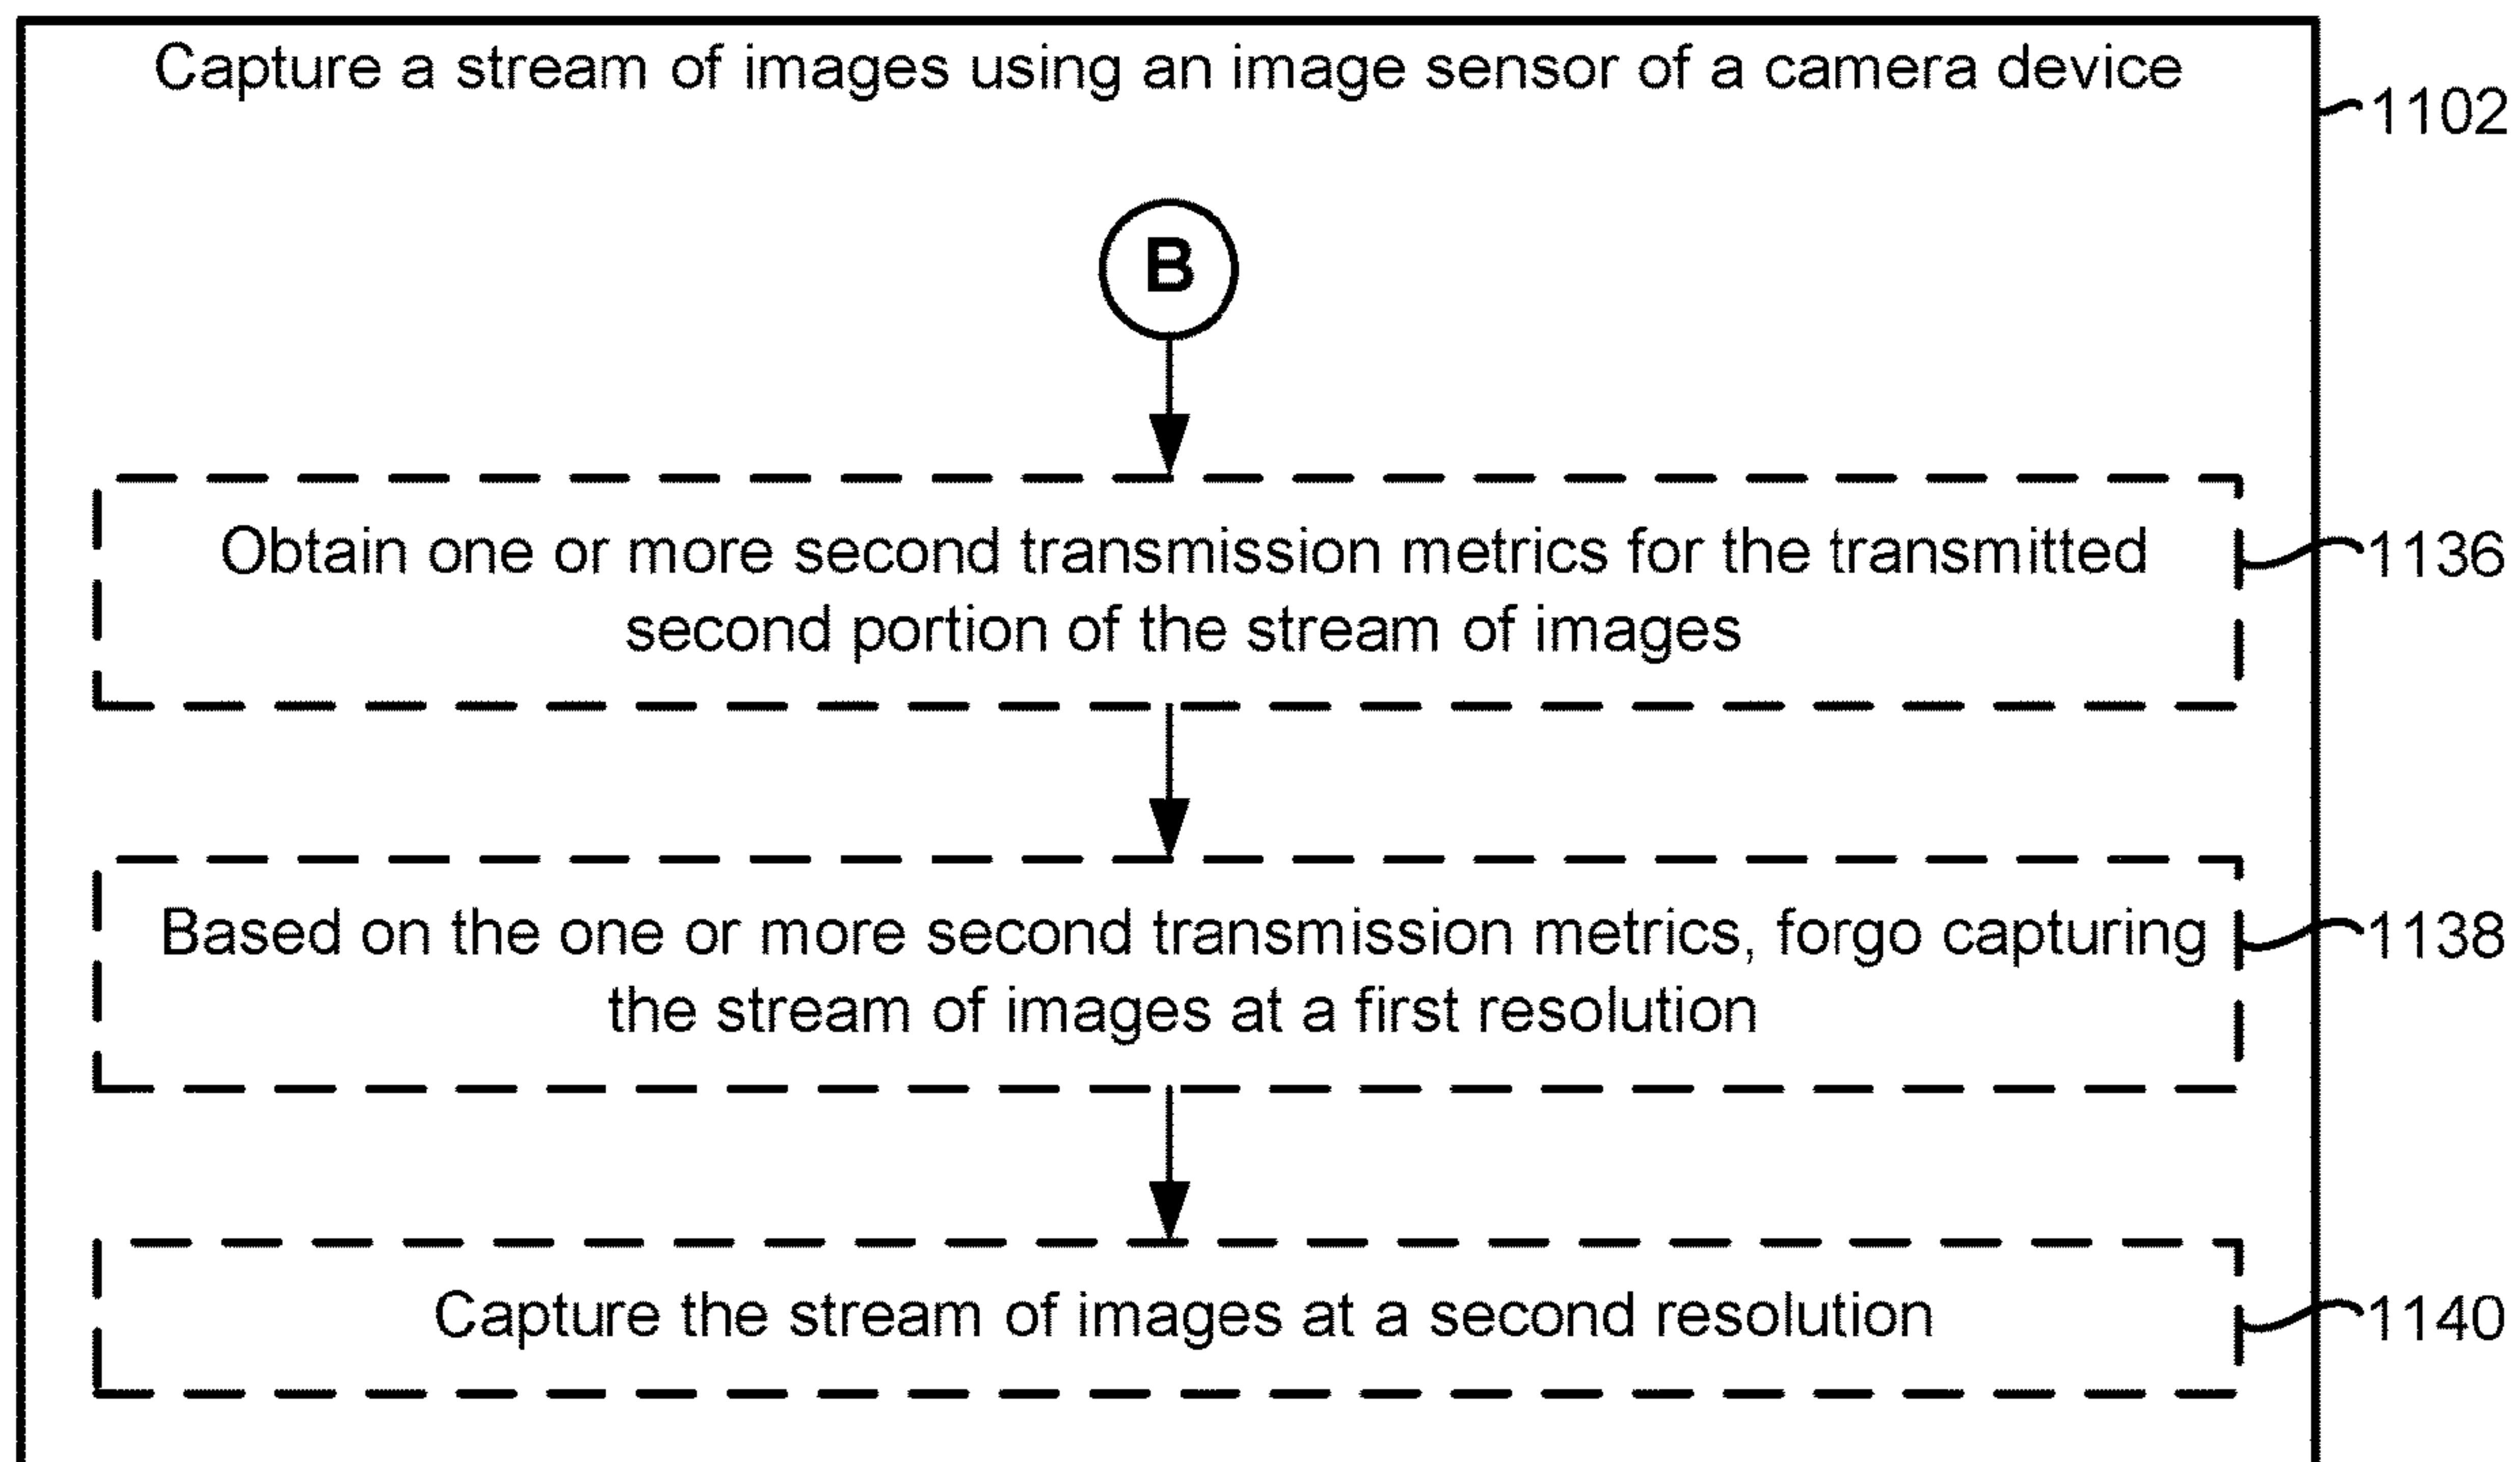 Capture a stream of images using an image sensor of a camera device
1102
B
Obtain one or more second transmission metrics for the transmitted
second portion of the stream of images
1136
Based on the one or more second transmission metrics, forgo capturing
the stream of images at a first resolution
1138
Capture the stream of images at a second resolution
1140